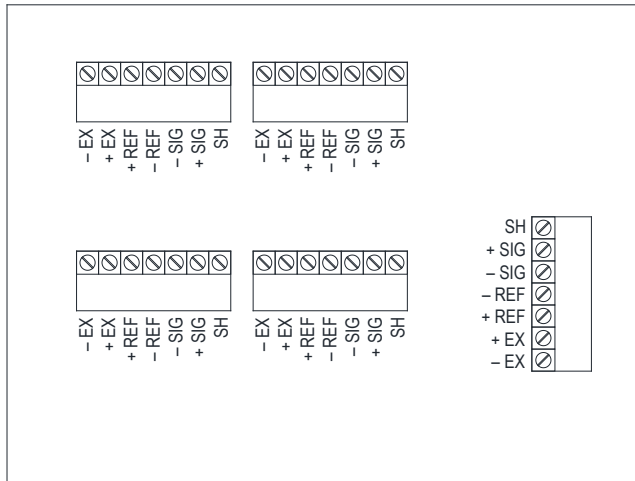 – EX
+ EX
+ REF
– REF
– SIG
+ SIG
SH
– EX
+ EX
+ REF
– REF
– SIG
+ SIG
SH
– EX
+ EX
+ REF
– REF
– SIG
+ SIG
SH
– EX
+ EX
+ REF
– REF
– SIG
+ SIG
SH
SH
+ SIG
– SIG
– REF
+ REF
+ EX
– EX